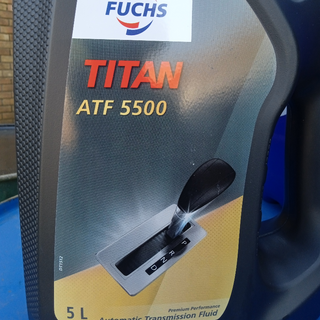 FUCHS
TITAN
ATF 5500
P R N D
5 L
Premium Performance
Automatic Transmission Fluid